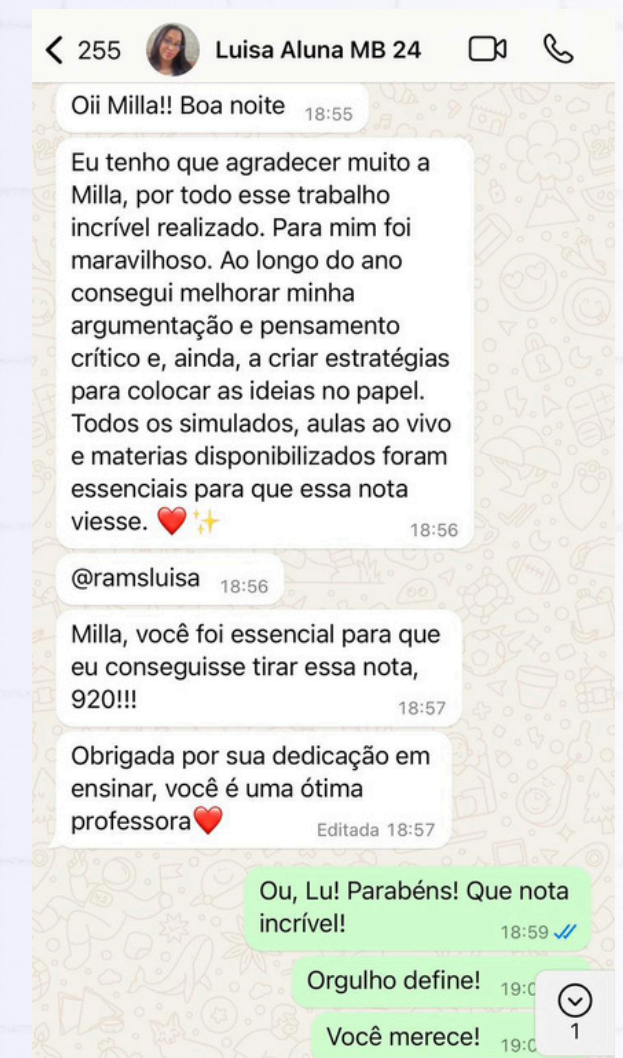 255 Luisa Aluna MB 24
Oii Milla!! Boa noite 18:55
Eu tenho que agradecer muito a
Milla, por todo esse trabalho
incrível realizado. Para mim foi
maravilhoso. Ao longo do ano
consegui melhorar minha
argumentação e pensamento
crítico e, ainda, a criar estratégias
para colocar as ideias no papel.
Todos os simulados, aulas ao vivo
e materias disponibilizados foram
essenciais para que essa nota
viesse. ❤️✨ 18:56
@ramsluisa 18:56
Milla, você foi essencial para que
eu conseguisse tirar essa nota,
920!!! 18:57
Obrigada por sua dedicação em
ensinar, você é uma ótima
professora❤️ Editada 18:57
Ou, Lu! Parabéns! Que nota
incrível! 18:59
Orgulho define!
Você merece!
1